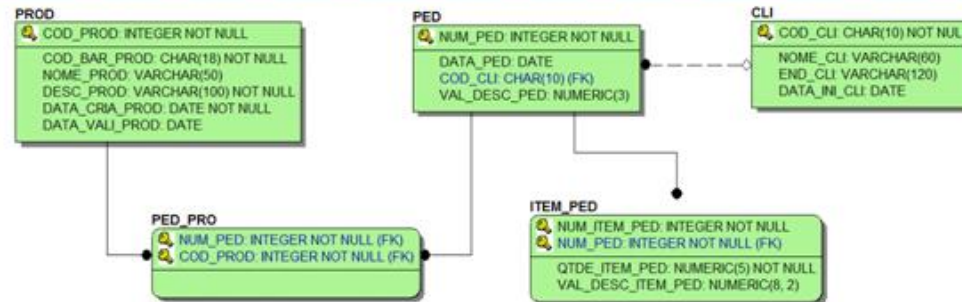 PROD
COD_PROD: INTEGER NOT NULL
COD_BAR_PROD: CHAR(18) NOT NULL
NOME_PROD: VARCHAR(50)
DESC_PROD: VARCHAR(100) NOT NULL
DATA_CRIA_PROD: DATE NOT NULL
DATA_VALI_PROD: DATE
PED
NUM_PED: INTEGER NOT NULL
DATA_PED: DATE
COD_CLI: CHAR(10) (FK)
VAL_DESC_PED: NUMERIC(3)
CLI
COD_CLI: CHAR(10) NOT NUL
NOME_CLI: VARCHAR(60)
END_CLI: VARCHAR(120)
DATA_INI_CLI: DATE
PED_PRO
NUM_PED: INTEGER NOT NULL (FK)
COD_PROD: INTEGER NOT NULL (FK)
ITEM_PED
NUM_ITEM_PED: INTEGER NOT NULL
NUM_PED: INTEGER NOT NULL (FK)
QTDE_ITEM_PED: NUMERIC(5) NOT NULL
VAL_DESC_ITEM_PED: NUMERIC(8, 2)